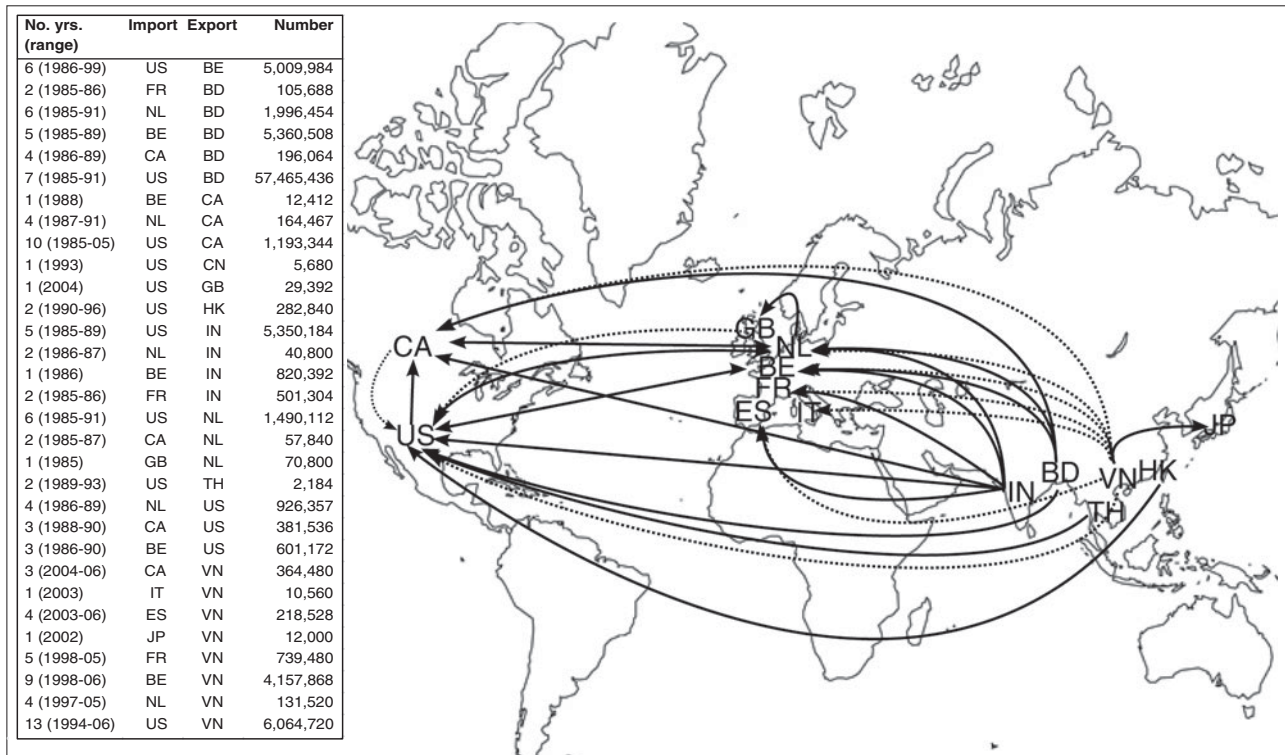 No. yrs. Import Export Number
(range)
6 (1986-99) US BE 5,009,984
2 (1985-86) FR BD 105,688
6 (1985-91) NL BD 1,996,454
5 (1985-89) BE BD 5,360,508
4 (1986-89) CA BD 196,064
7 (1985-91) US BD 57,465,436
1 (1988) BE CA 12,412
4 (1987-91) NL CA 164,467
10 (1985-05) US CA 1,193,344
1 (1993) US CN 5,680
1 (2004) US GB 29,392
2 (1990-96) US HK 282,840
5 (1985-89) US IN 5,350,184
2 (1986-87) NL IN 40,800
1 (1986) BE IN 820,392
2 (1985-86) FR IN 501,304
6 (1985-91) US NL 1,490,112
2 (1985-87) CA NL 57,840
1 (1985) GB NL 70,800
2 (1989-93) US TH 2,184
4 (1986-89) NL US 926,357
3 (1988-90) CA US 381,536
3 (1986-90) BE US 601,172
3 (2004-06) CA VN 364,480
1 (2003) IT VN 10,560
4 (2003-06) ES VN 218,528
1 (2002) JP VN 12,000
5 (1998-05) FR VN 739,480
9 (1998-06) BE VN 4,157,868
4 (1997-05) NL VN 131,520
13 (1994-06) US VN 6,064,720
GB
CA
NL
BE
FR
ES IT
US
JP
BD
VN
HK
IN
TH